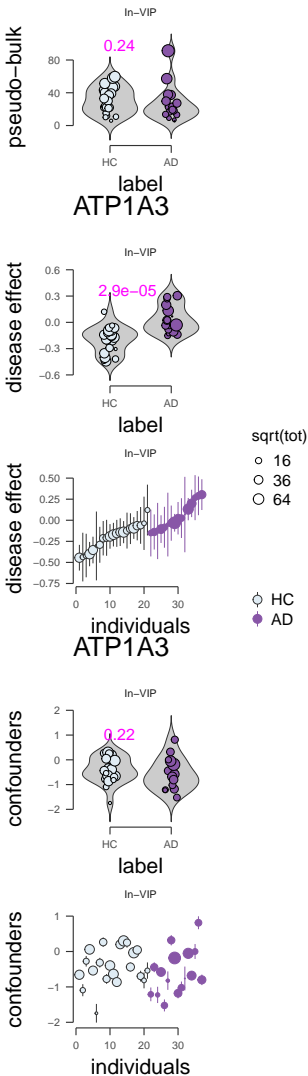 In-VIP
0.24
pseudo-bulk
80
40
0
HC AD
label
ATP1A3
In-VIP
2.9e-05
disease effect
0.6
0.3
0.0
−0.3
−0.6
HC AD
label
sqrt(tot)
16
36
64
In-VIP
disease effect
0.50
0.25
0.00
−0.25
−0.50
−0.75
0 10 20 30
individuals
HC
AD
ATP1A3
In-VIP
0.22
confounders
2
1
0
−1
−2
HC AD
label
In-VIP
confounders
1
0
−1
−2
0 10 20 30
individuals